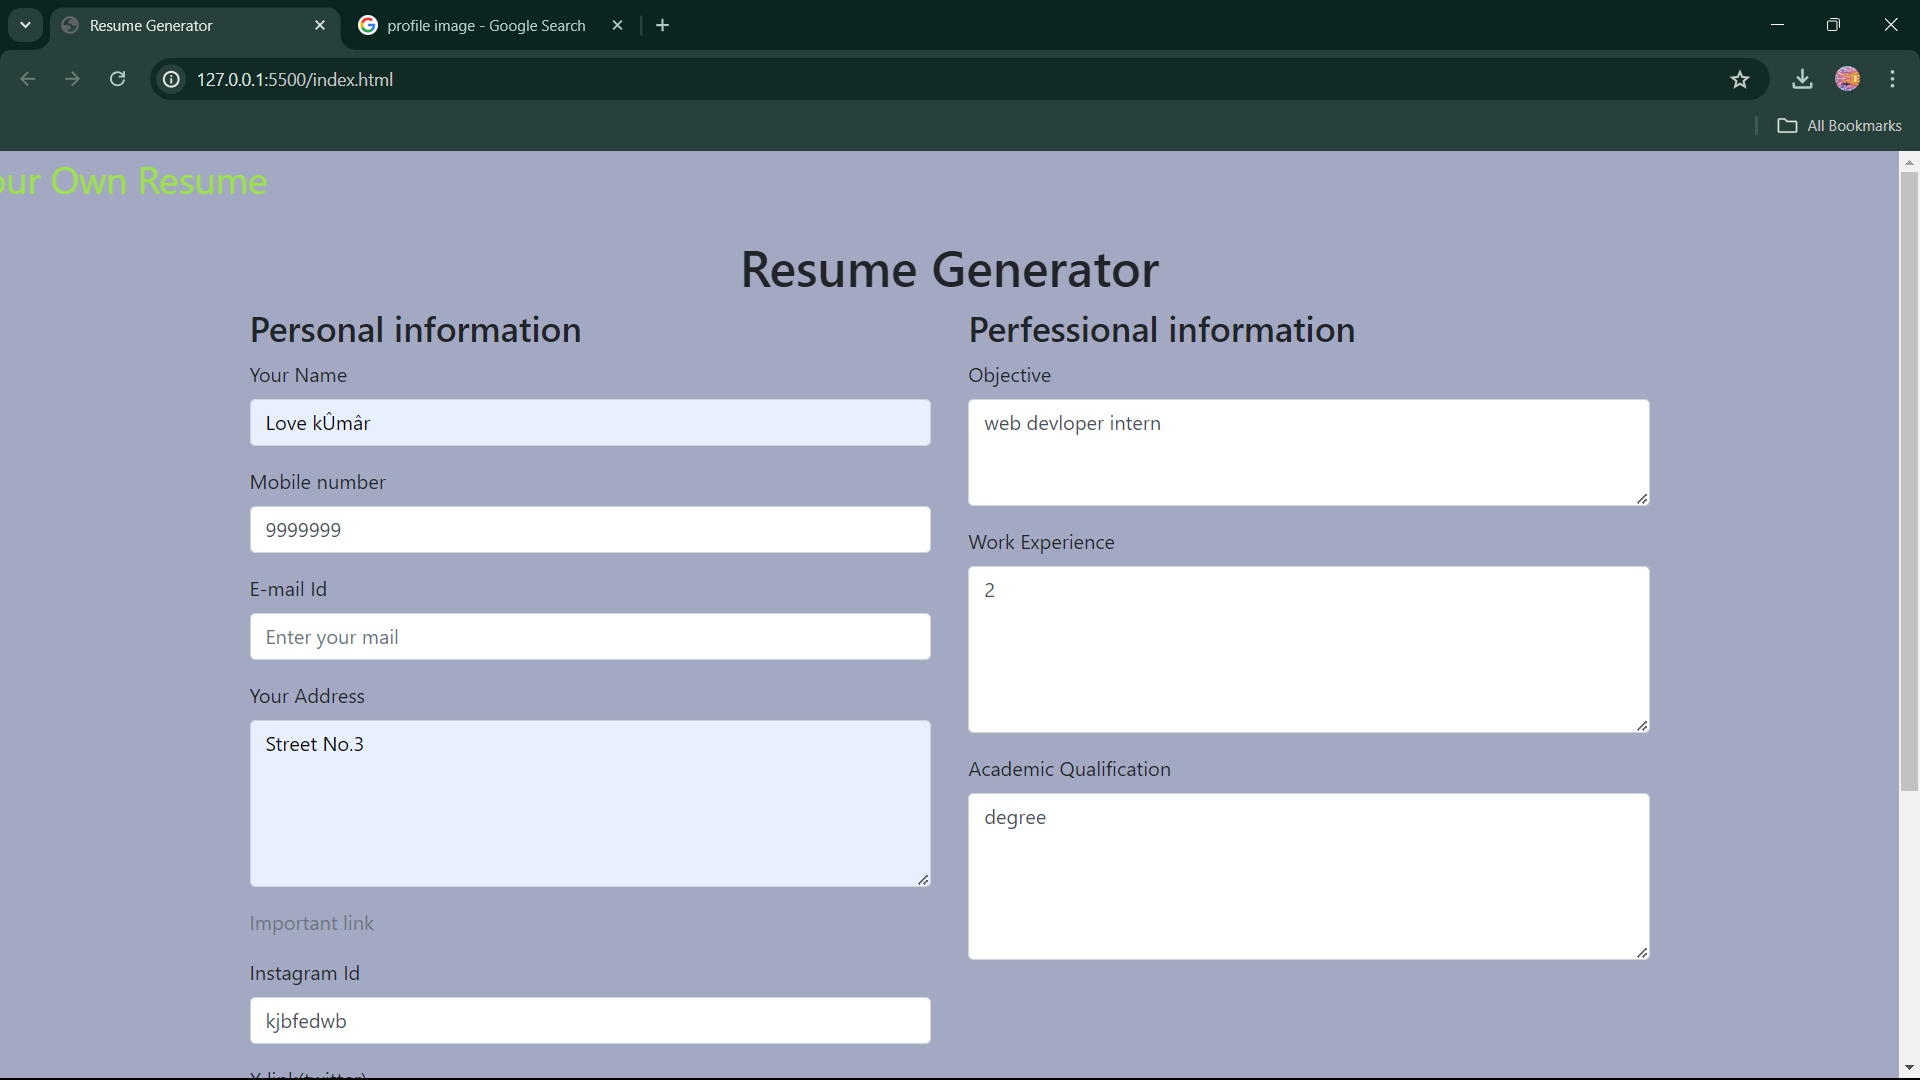 Resume Generator
profile image - Google Search
127.0.0.1:5500/index.html
All Bookmarks
our Own Resume
Resume Generator
Personal information
Your Name
Love kÛmâr
Mobile number
9999999
E-mail Id
Enter your mail
Your Address
Street No.3
Important link
Instagram Id
kjbfedwb
Perfessional information
Objective
web devloper intern
Work Experience
2
Academic Qualification
degree